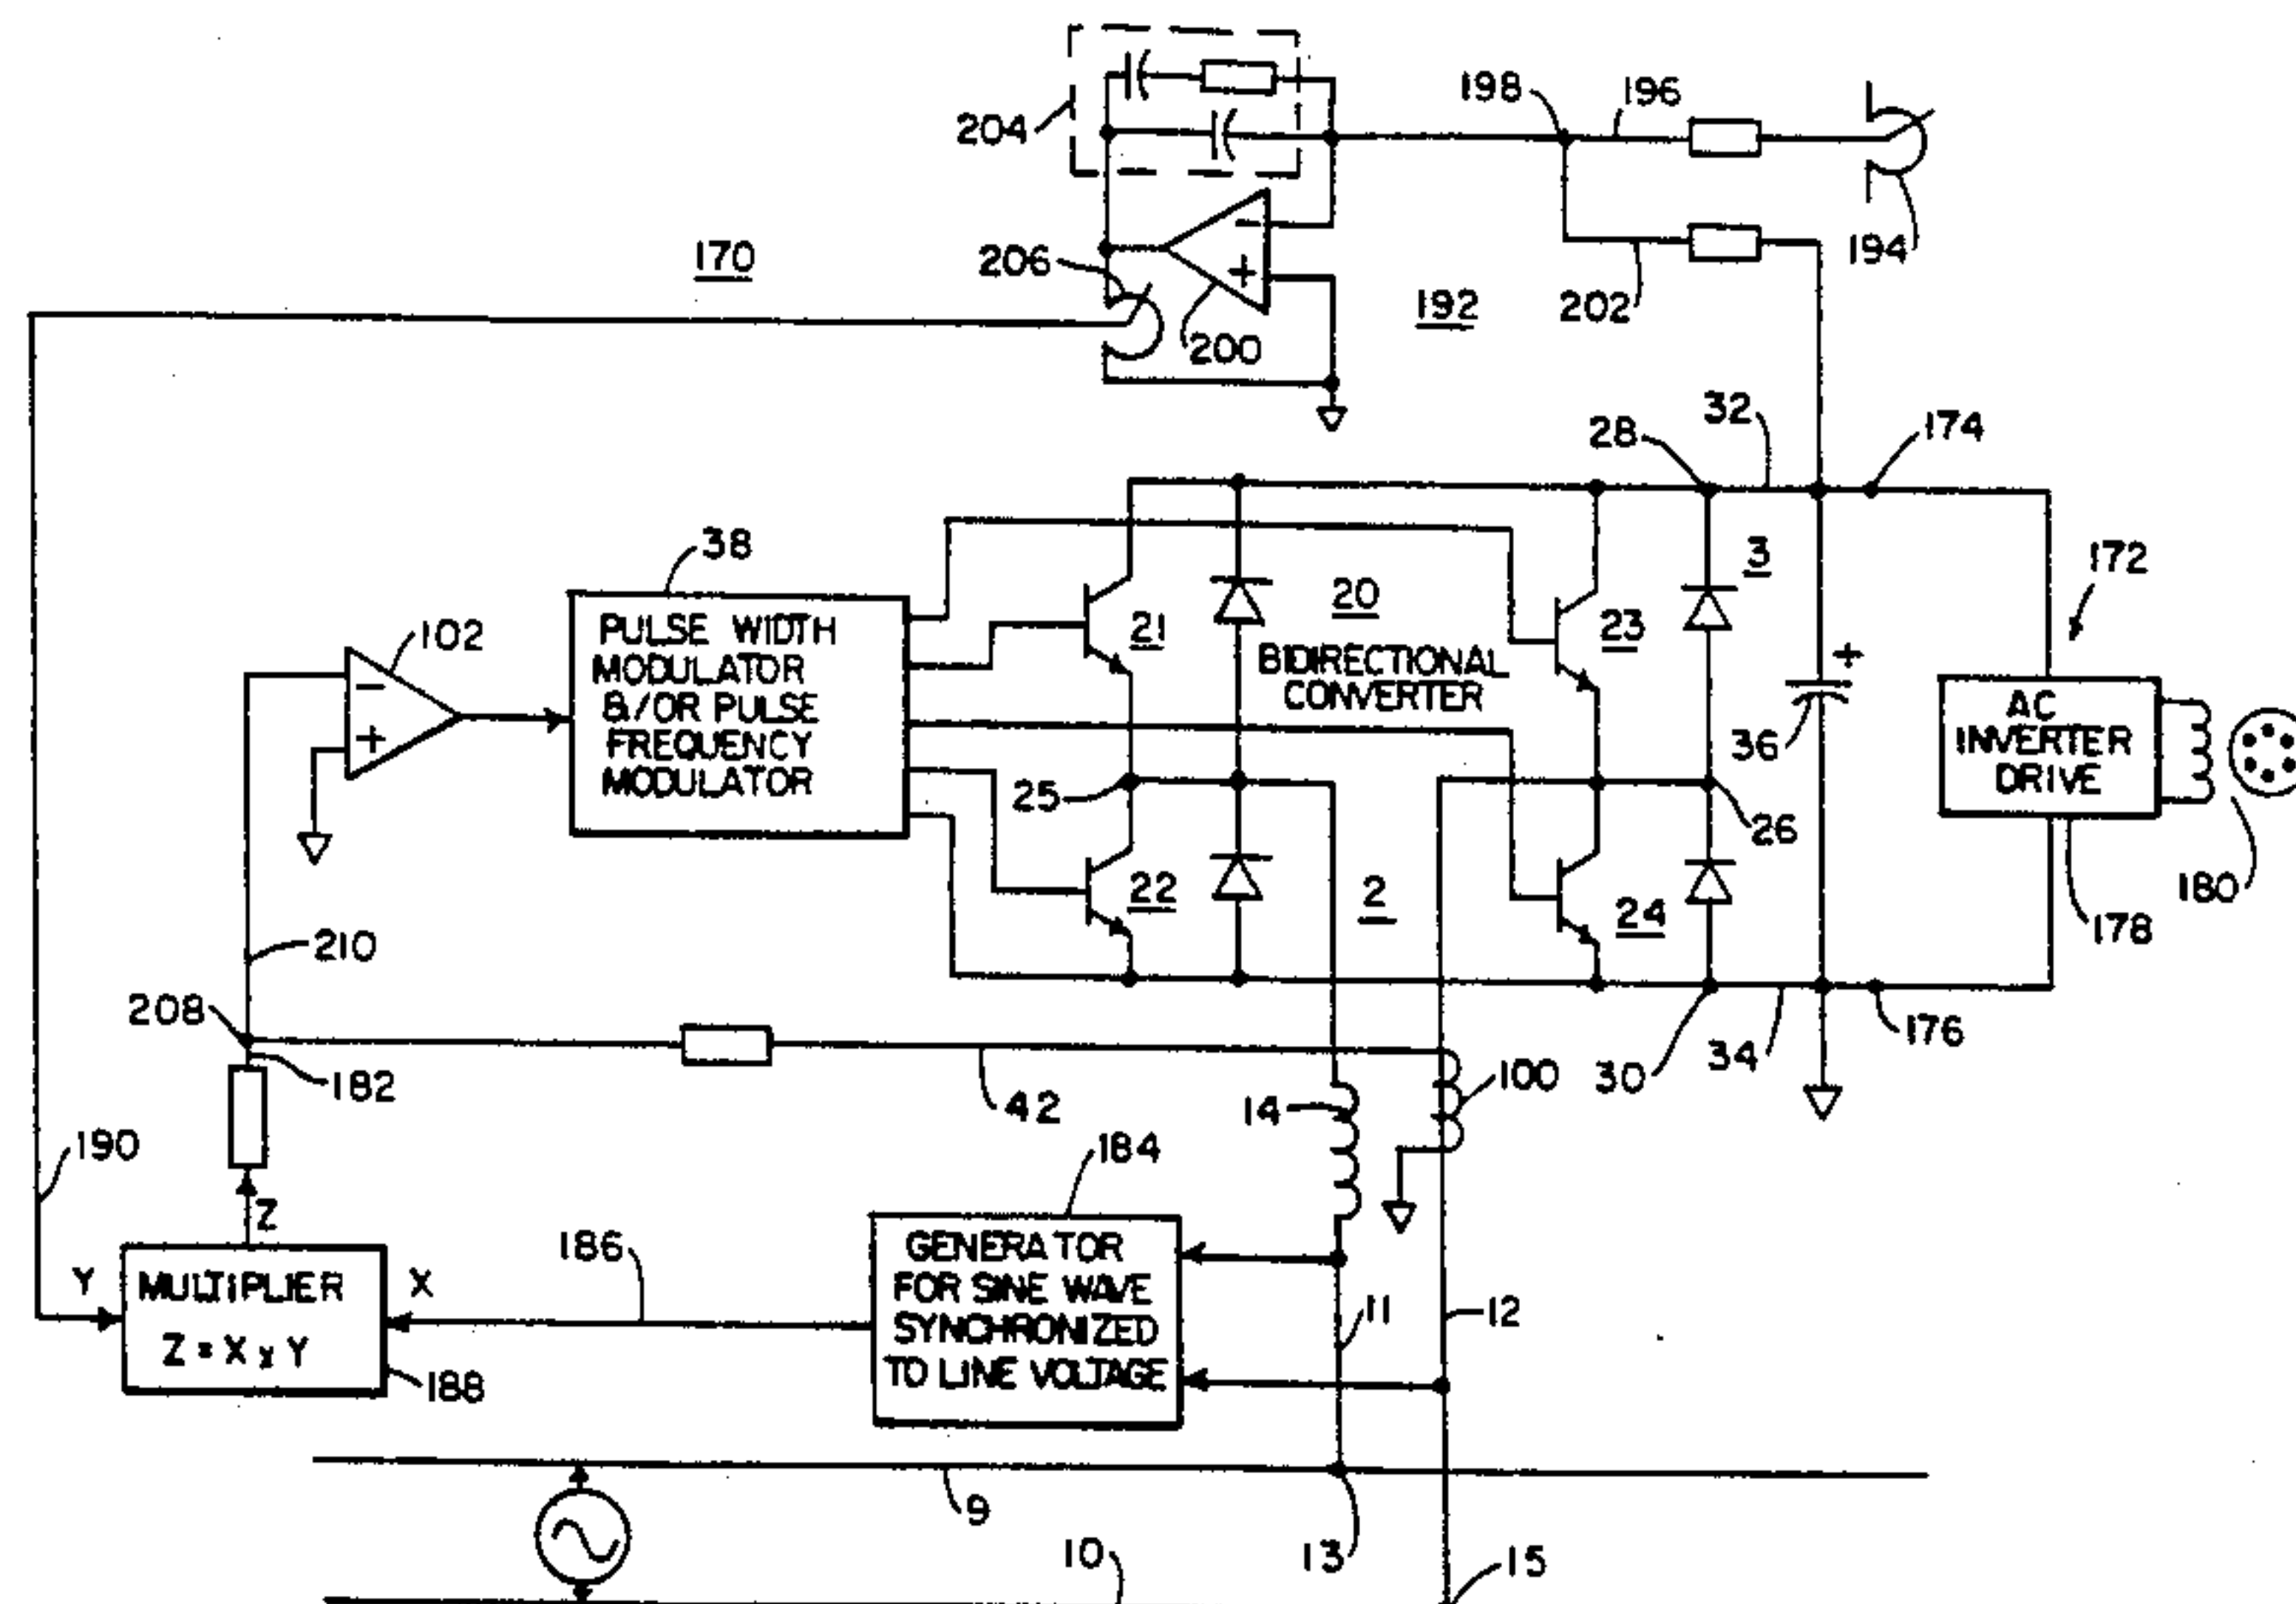 198
196
204
194
206
170
192
202
200
32
28
174
38
3
172
102
PULSE WIDTH
MODULATOR
&/OR PULSE
FREQUENCY
MODULATOR
21
20
BIDIRECTIONAL
CONVERTER
23
+
36
AC
INVERTER
DRIVE
-
+
-
+
25
26
22
2
24
180
178
210
208
182
42
14
100
30
34
176
190
184
Z
186
GENERATOR
FOR SINE WAVE
SYNCHRONIZED
TO LINE VOLTAGE
Y
MULTIPLIER
Z = X x Y
X
188
11
12
9
13
10
15